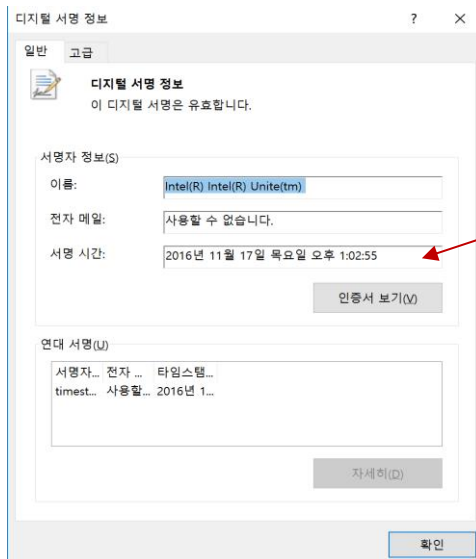 디지털 서명 정보 ? ×
일반 고급
디지털 서명 정보
이 디지털 서명은 유효합니다.
서명자 정보(S)
이름: Intel(R) Intel(R) Unite(tm)
전자 메일: 사용할 수 없습니다.
서명 시간: 2016년 11월 17일 목요일 오후 1:02:55
인증서 보기(V)
연대 서명(U)
서명자... 전자 ... 타임스탬...
timest... 사용할... 2016년 1...
자세히(D)
확인